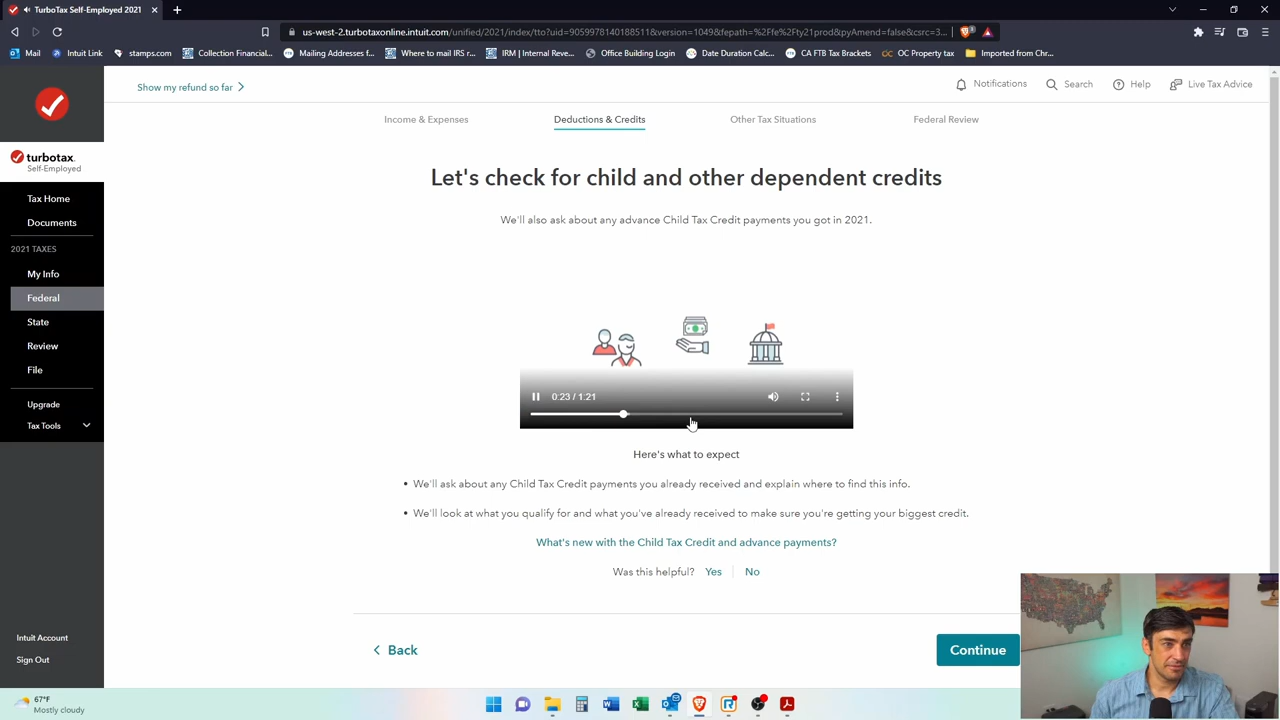 TurboTax Self-Employed 2021
us-west-2.turbotaxonline.intuit.com/unified/2021/index/tto?uid=9059978140188511&version=1049&fepath=%2Ffe%2Fty21prod&pyAmend=false&csrc=3...
Mail Intuit Link stamps.com Collection Financial... Mailing Addresses f... Where to mail IRS r... IRM | Internal Reve... Office Building Loan Date Duration Calc... CA FTB Tax Brackets OC Property tax Imported from Chr...
Show my refund so far
Notifications Search Help Live Tax Advice
Income & Expenses Deductions & Credits Other Tax Situations Federal Review
turbotax
Self-Employed
Tax Home
Documents
2021 TAXES
My Info
Federal
State
Review
File
Upgrade
Tax Tools
Intuit Account
Sign Out
Let's check for child and other dependent credits
We'll also ask about any advance Child Tax Credit payments you got in 2021.
0:23 / 1:21
Here's what to expect
• We'll ask about any Child Tax Credit payments you already received and explain where to find this info.
• We'll look at what you qualify for and what you've already received to make sure you're getting your biggest credit.
What's new with the Child Tax Credit and advance payments?
Was this helpful? Yes No
Back Continue
67°F
Mostly cloudy